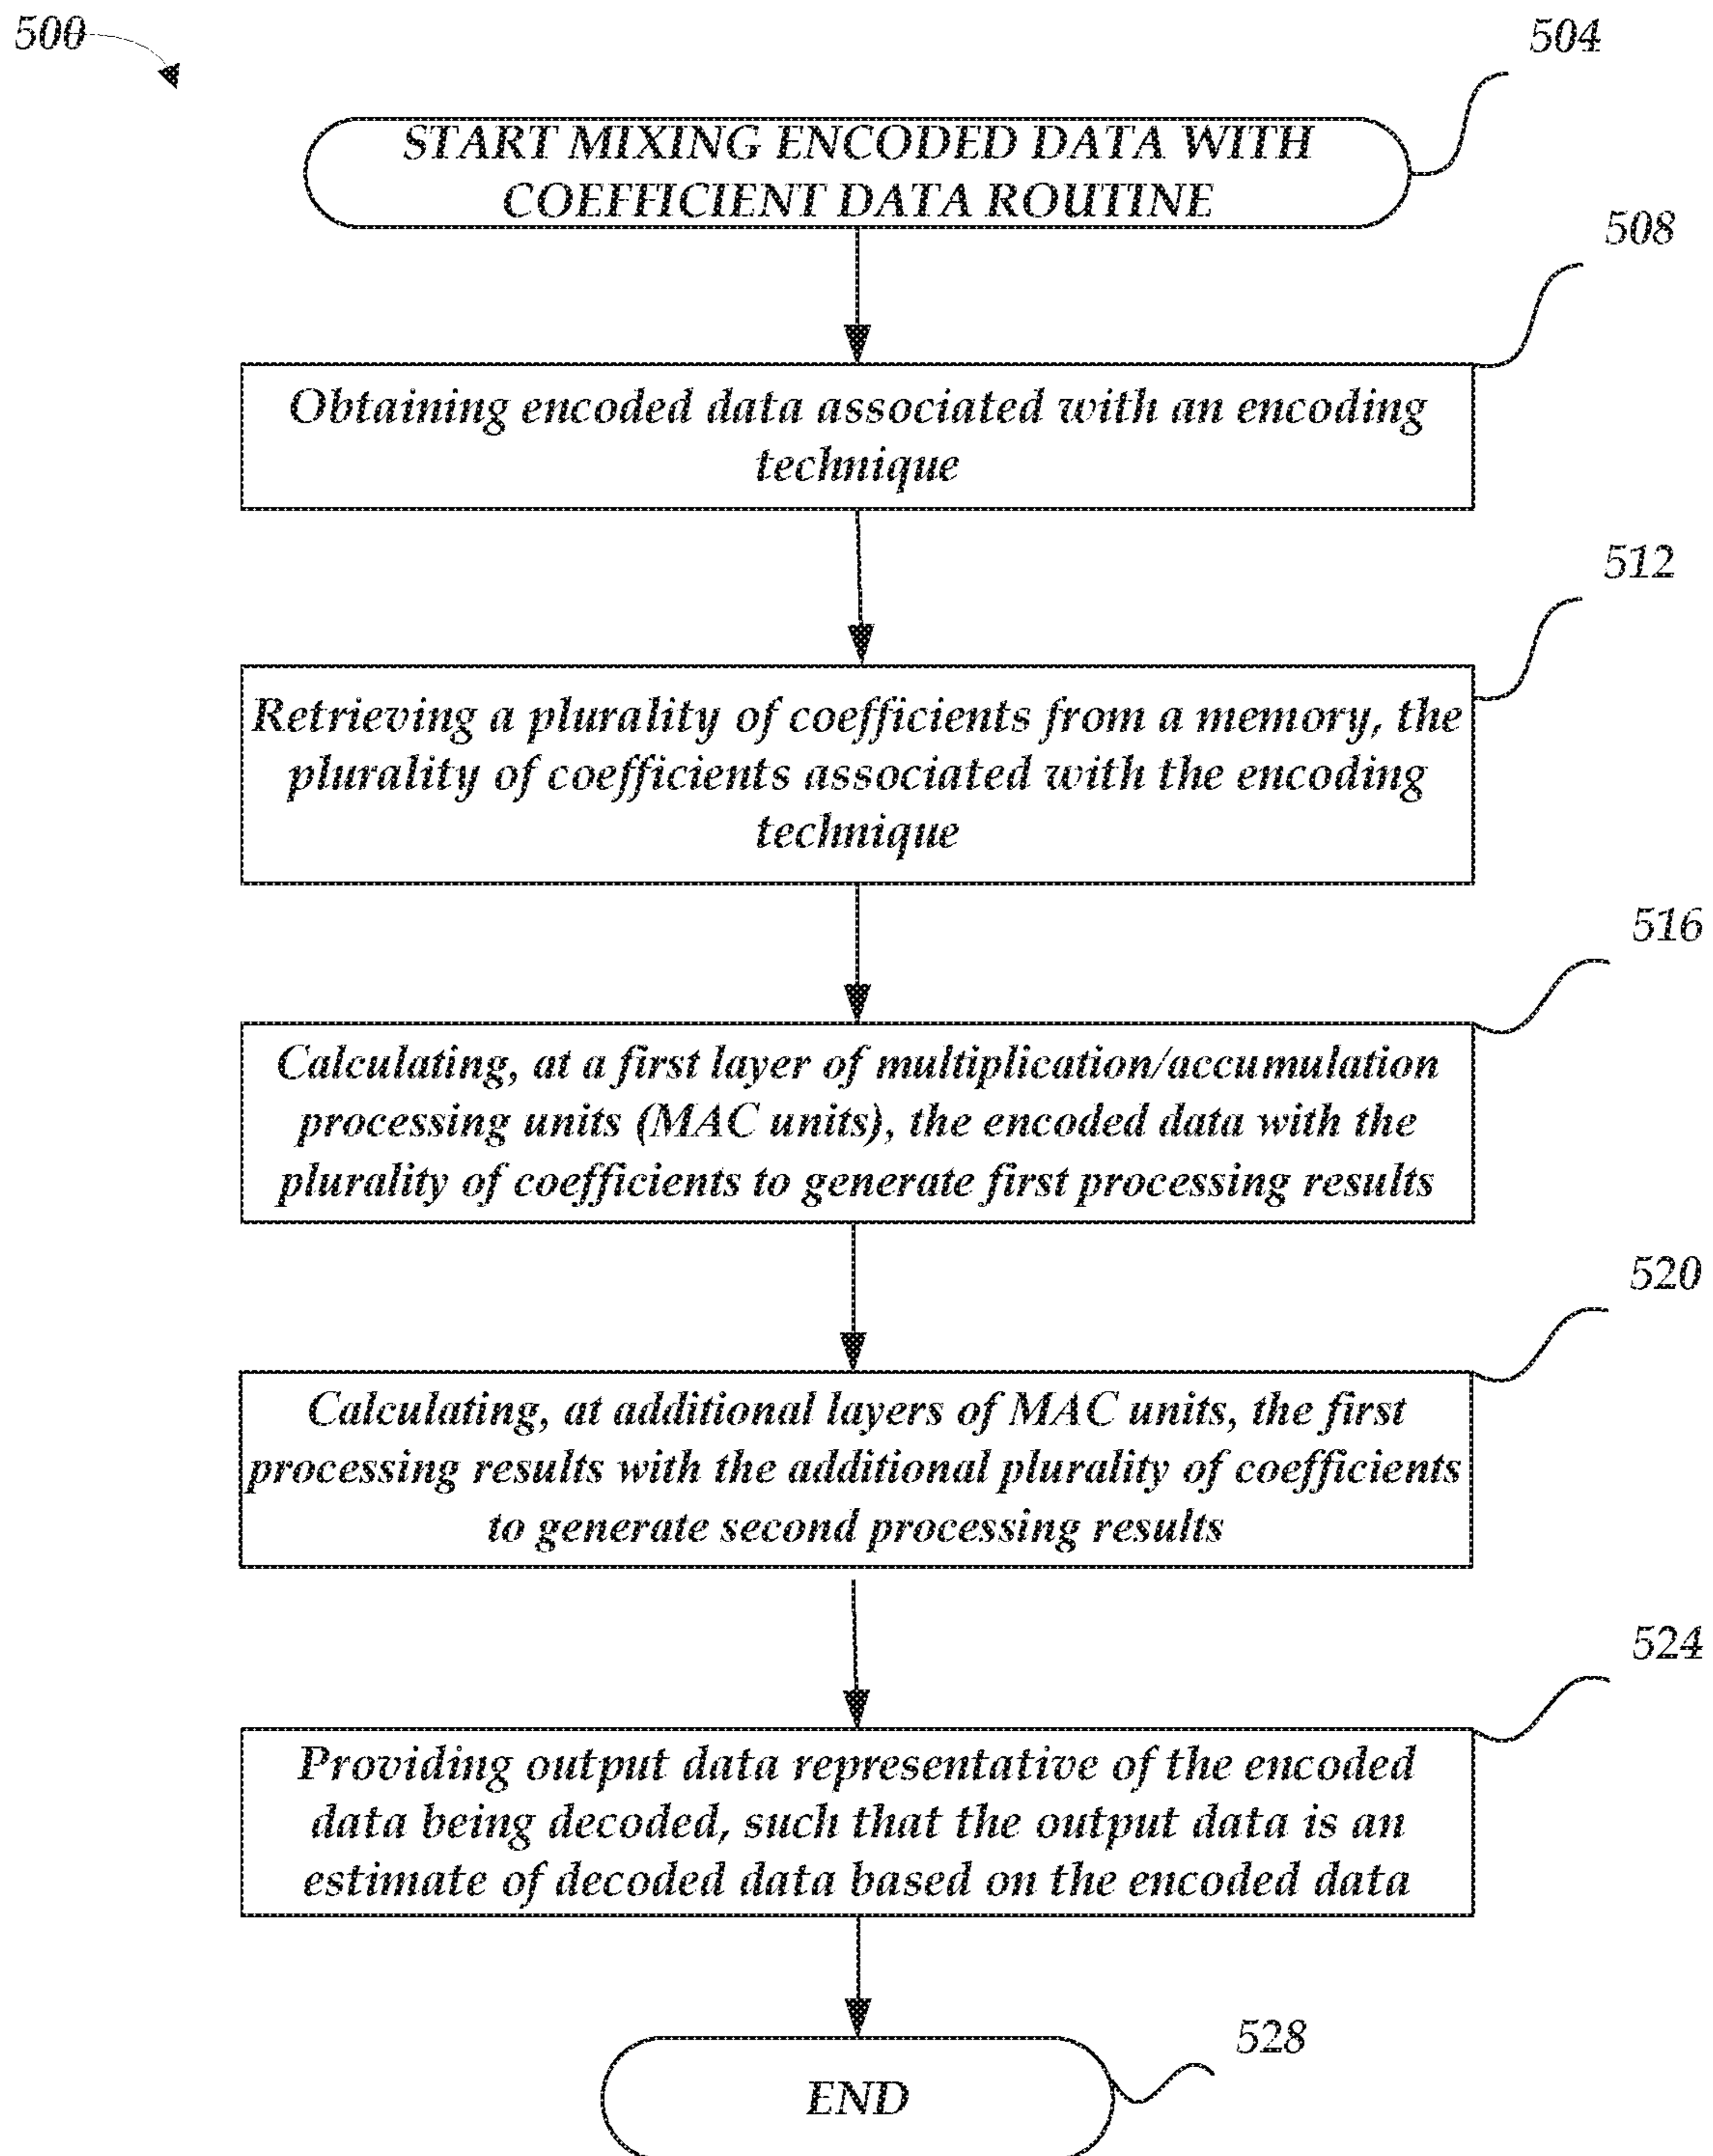 500
504
START MIXING ENCODED DATA WITH
COEFFICIENT DATA ROUTINE
508
Obtaining encoded data associated with an encoding
technique
512
Retrieving a plurality of coefficients from a memory, the
plurality of coefficients associated with the encoding
technique
516
Calculating, at a first layer of multiplication/accumulation
processing units (MAC units), the encoded data with the
plurality of coefficients to generate first processing results
520
Calculating, at additional layers of MAC units, the first
processing results with the additional plurality of coefficients
to generate second processing results
524
Providing output data representative of the encoded
data being decoded, such that the output data is an
estimate of decoded data based on the encoded data
528
END